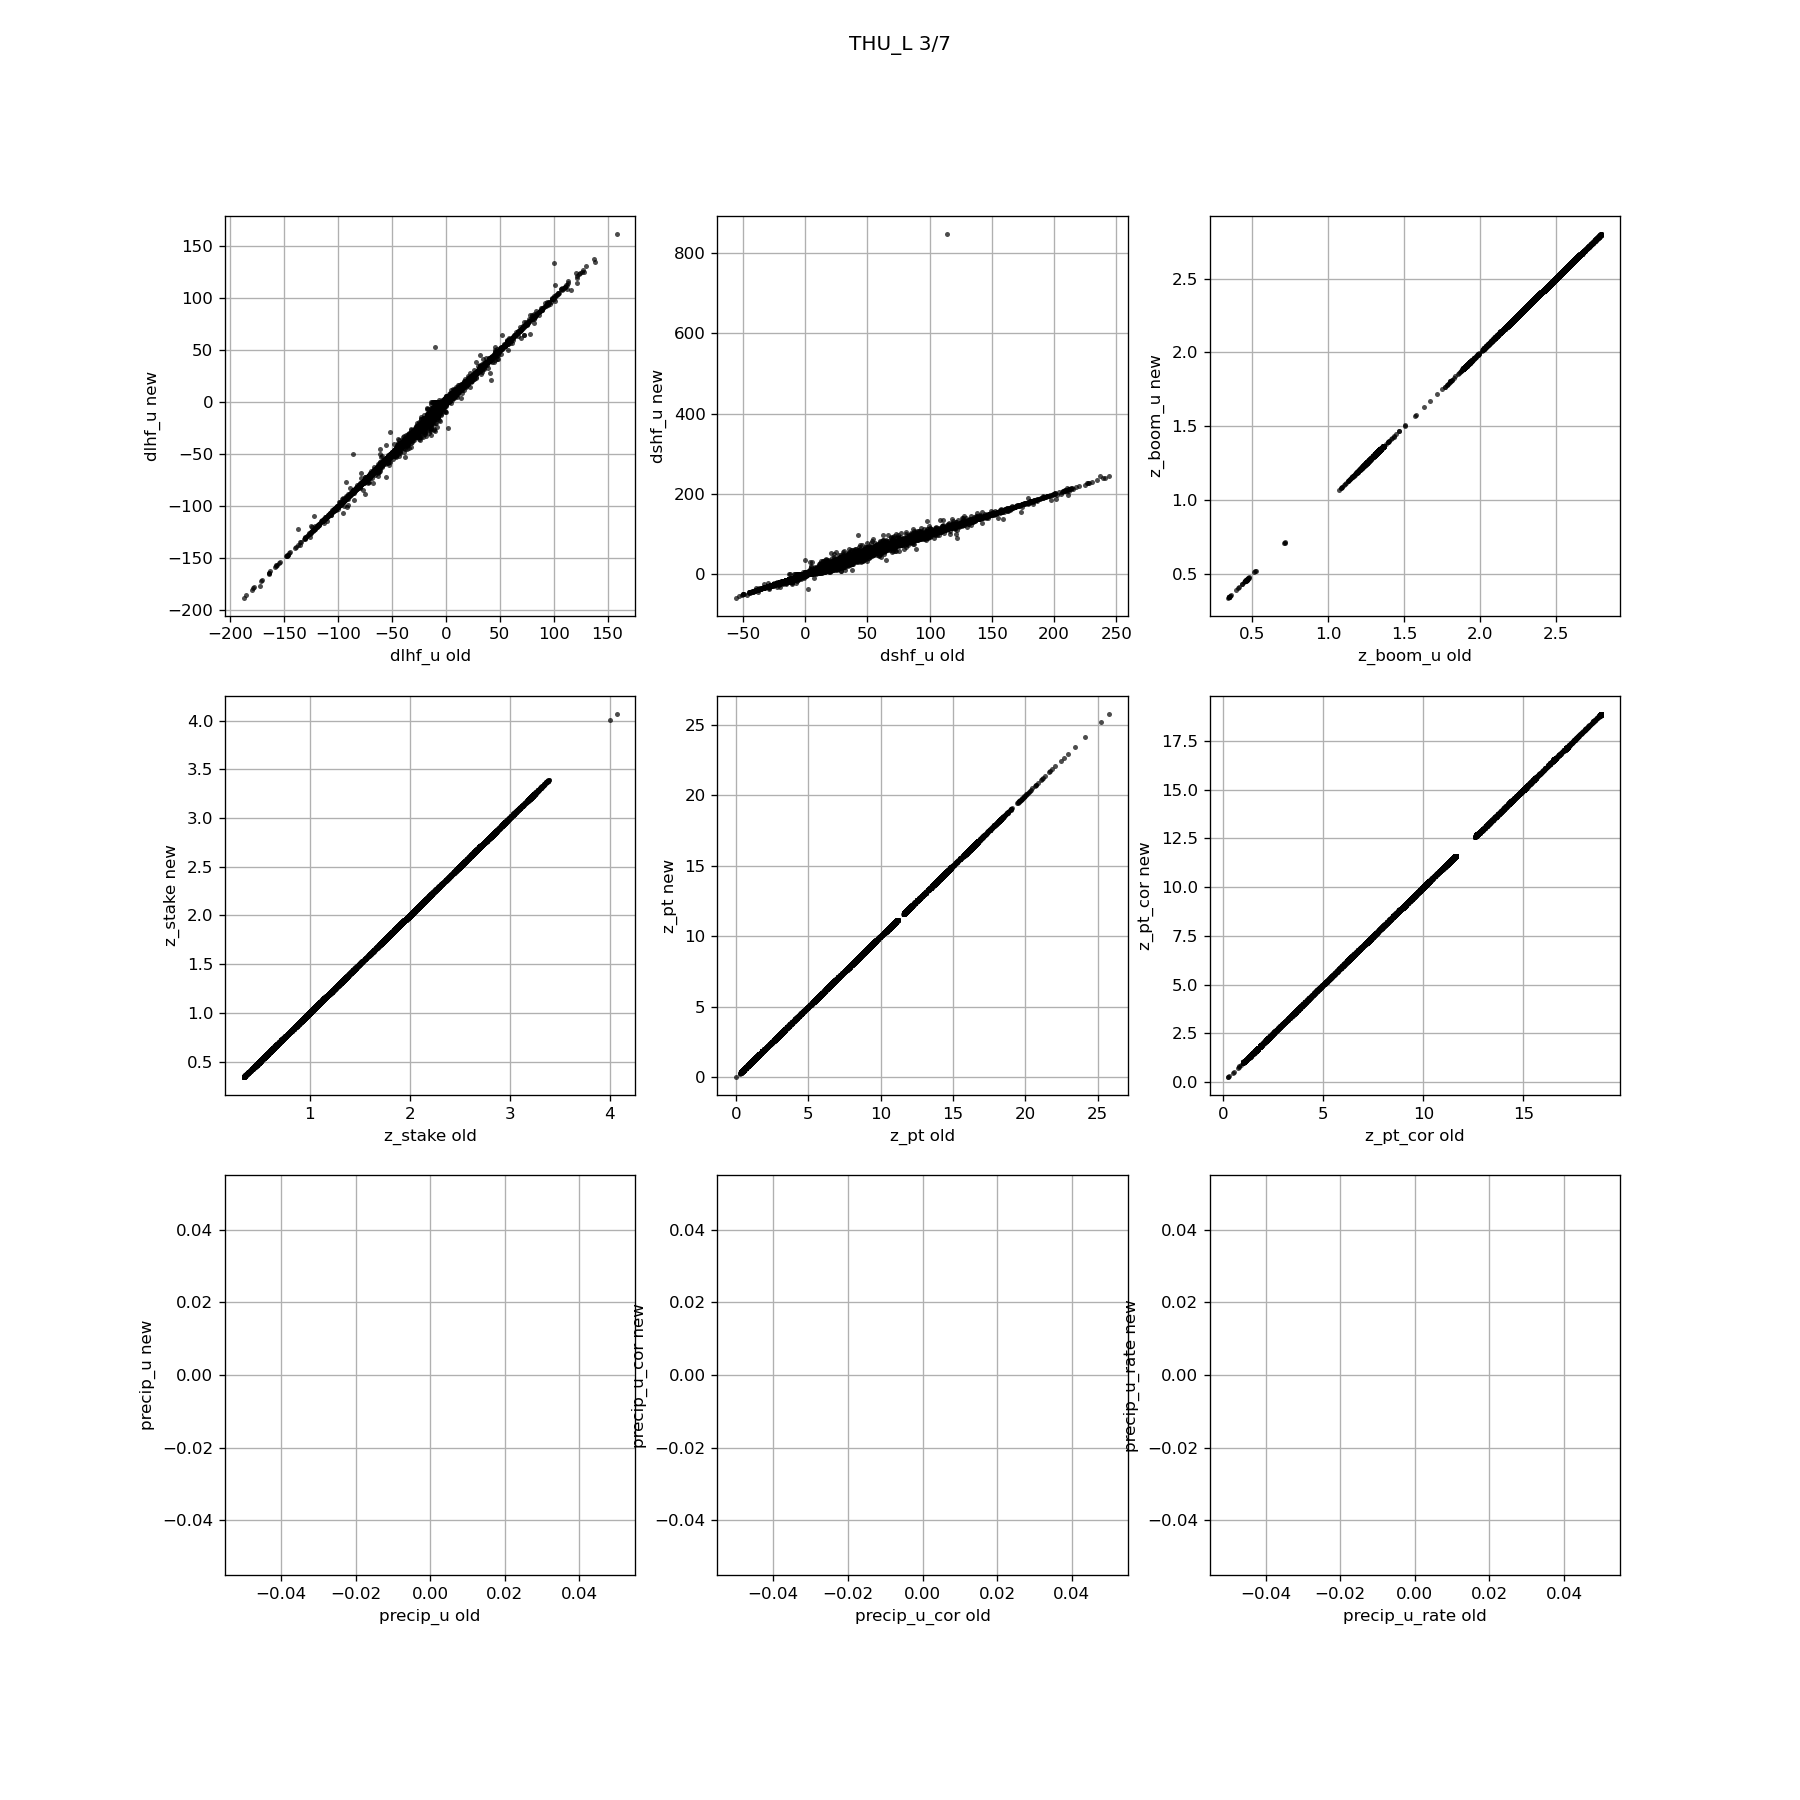 THU_L 3/7
150
100
50
0
−50
−100
−150
−200
dlhf_u new
−200 −150 −100 −50 0 50 100 150
dlhf_u old
800
600
400
200
0
dshf_u new
−50 0 50 100 150 200 250
dshf_u old
2.5
2.0
1.5
1.0
0.5
z_boom_u new
0.5 1.0 1.5 2.0 2.5
z_boom_u old
4.0
3.5
3.0
2.5
2.0
1.5
1.0
0.5
z_stake new
1 2 3 4
z_stake old
25
20
15
10
5
0
z_pt new
0 5 10 15 20 25
z_pt old
17.5
15.0
12.5
10.0
7.5
5.0
2.5
0.0
z_pt_cor new
0 5 10 15
z_pt_cor old
0.04
0.02
0.00
−0.02
−0.04
precip_u new
−0.04 −0.02 0.00 0.02 0.04
precip_u old
0.04
0.02
0.00
−0.02
−0.04
precip_u_cor new
−0.04 −0.02 0.00 0.02 0.04
precip_u_cor old
0.04
0.02
0.00
−0.02
−0.04
precip_u_rate new
−0.04 −0.02 0.00 0.02 0.04
precip_u_rate old